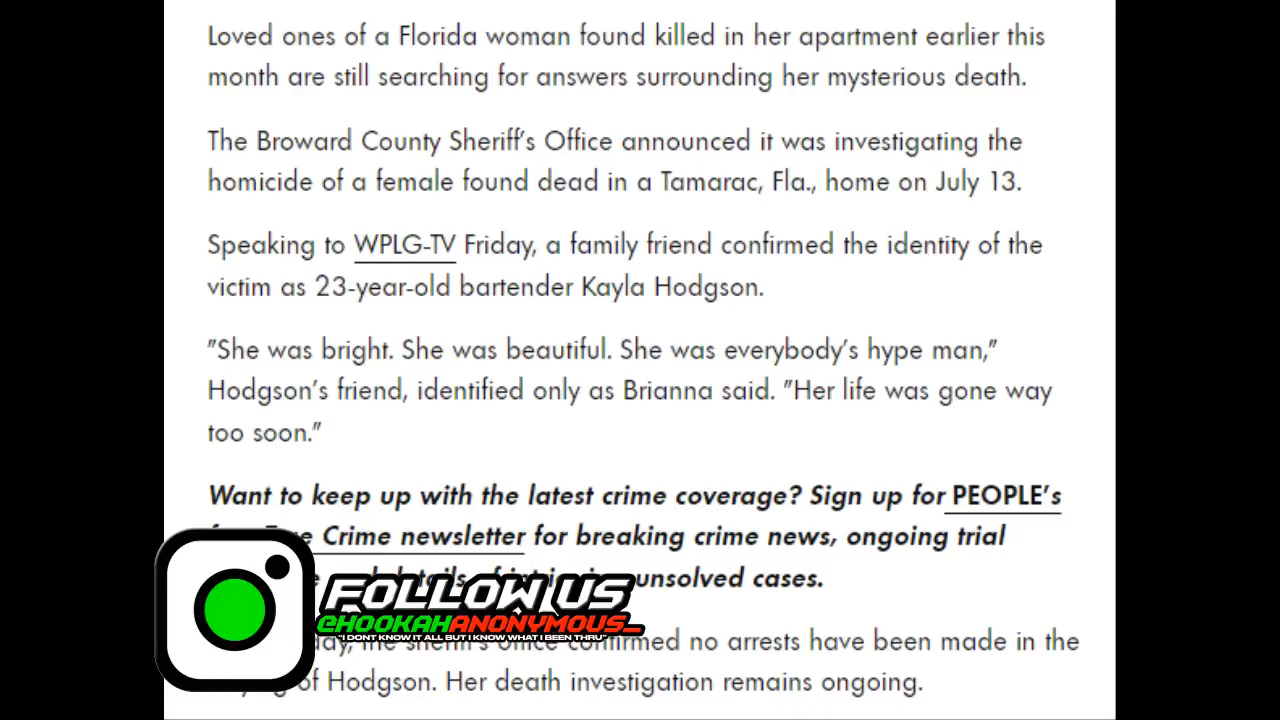 Loved ones of a Florida woman found killed in her apartment earlier this
month are still searching for answers surrounding her mysterious death.
The Broward County Sheriff's Office announced it was investigating the
homicide of a female found dead in a Tamarac, Fla., home on July 13.
Speaking to WPLG-TV Friday, a family friend confirmed the identity of the
victim as 23-year-old bartender Kayla Hodgson.
"She was bright. She was beautiful. She was everybody's hype man,"
Hodgson's friend, identified only as Brianna said. "Her life was gone way
too soon."
Want to keep up with the latest crime coverage? Sign up for PEOPLE's
Crime newsletter for breaking crime news, ongoing trial
unsolved cases.
FOLLOW US
@HOOKAHANONYMOUS_
"I DONT KNOW IT ALL BUT I KNOW WHAT I BEEN THRU"
the sheriff's office confirmed no arrests have been made in the
of Hodgson. Her death investigation remains ongoing.